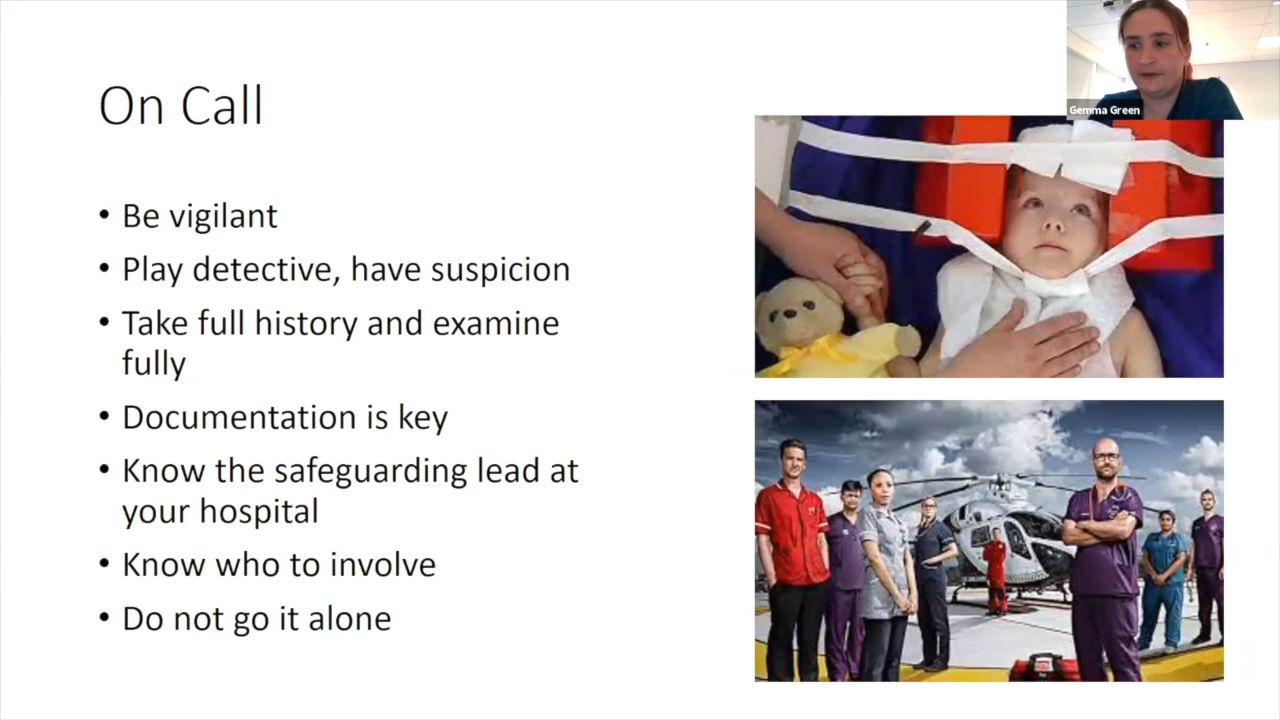 On Call
Gemma Green
• Be vigilant
• Play detective, have suspicion
• Take full history and examine
fully
• Documentation is key
• Know the safeguarding lead at
your hospital
• Know who to involve
• Do not go it alone